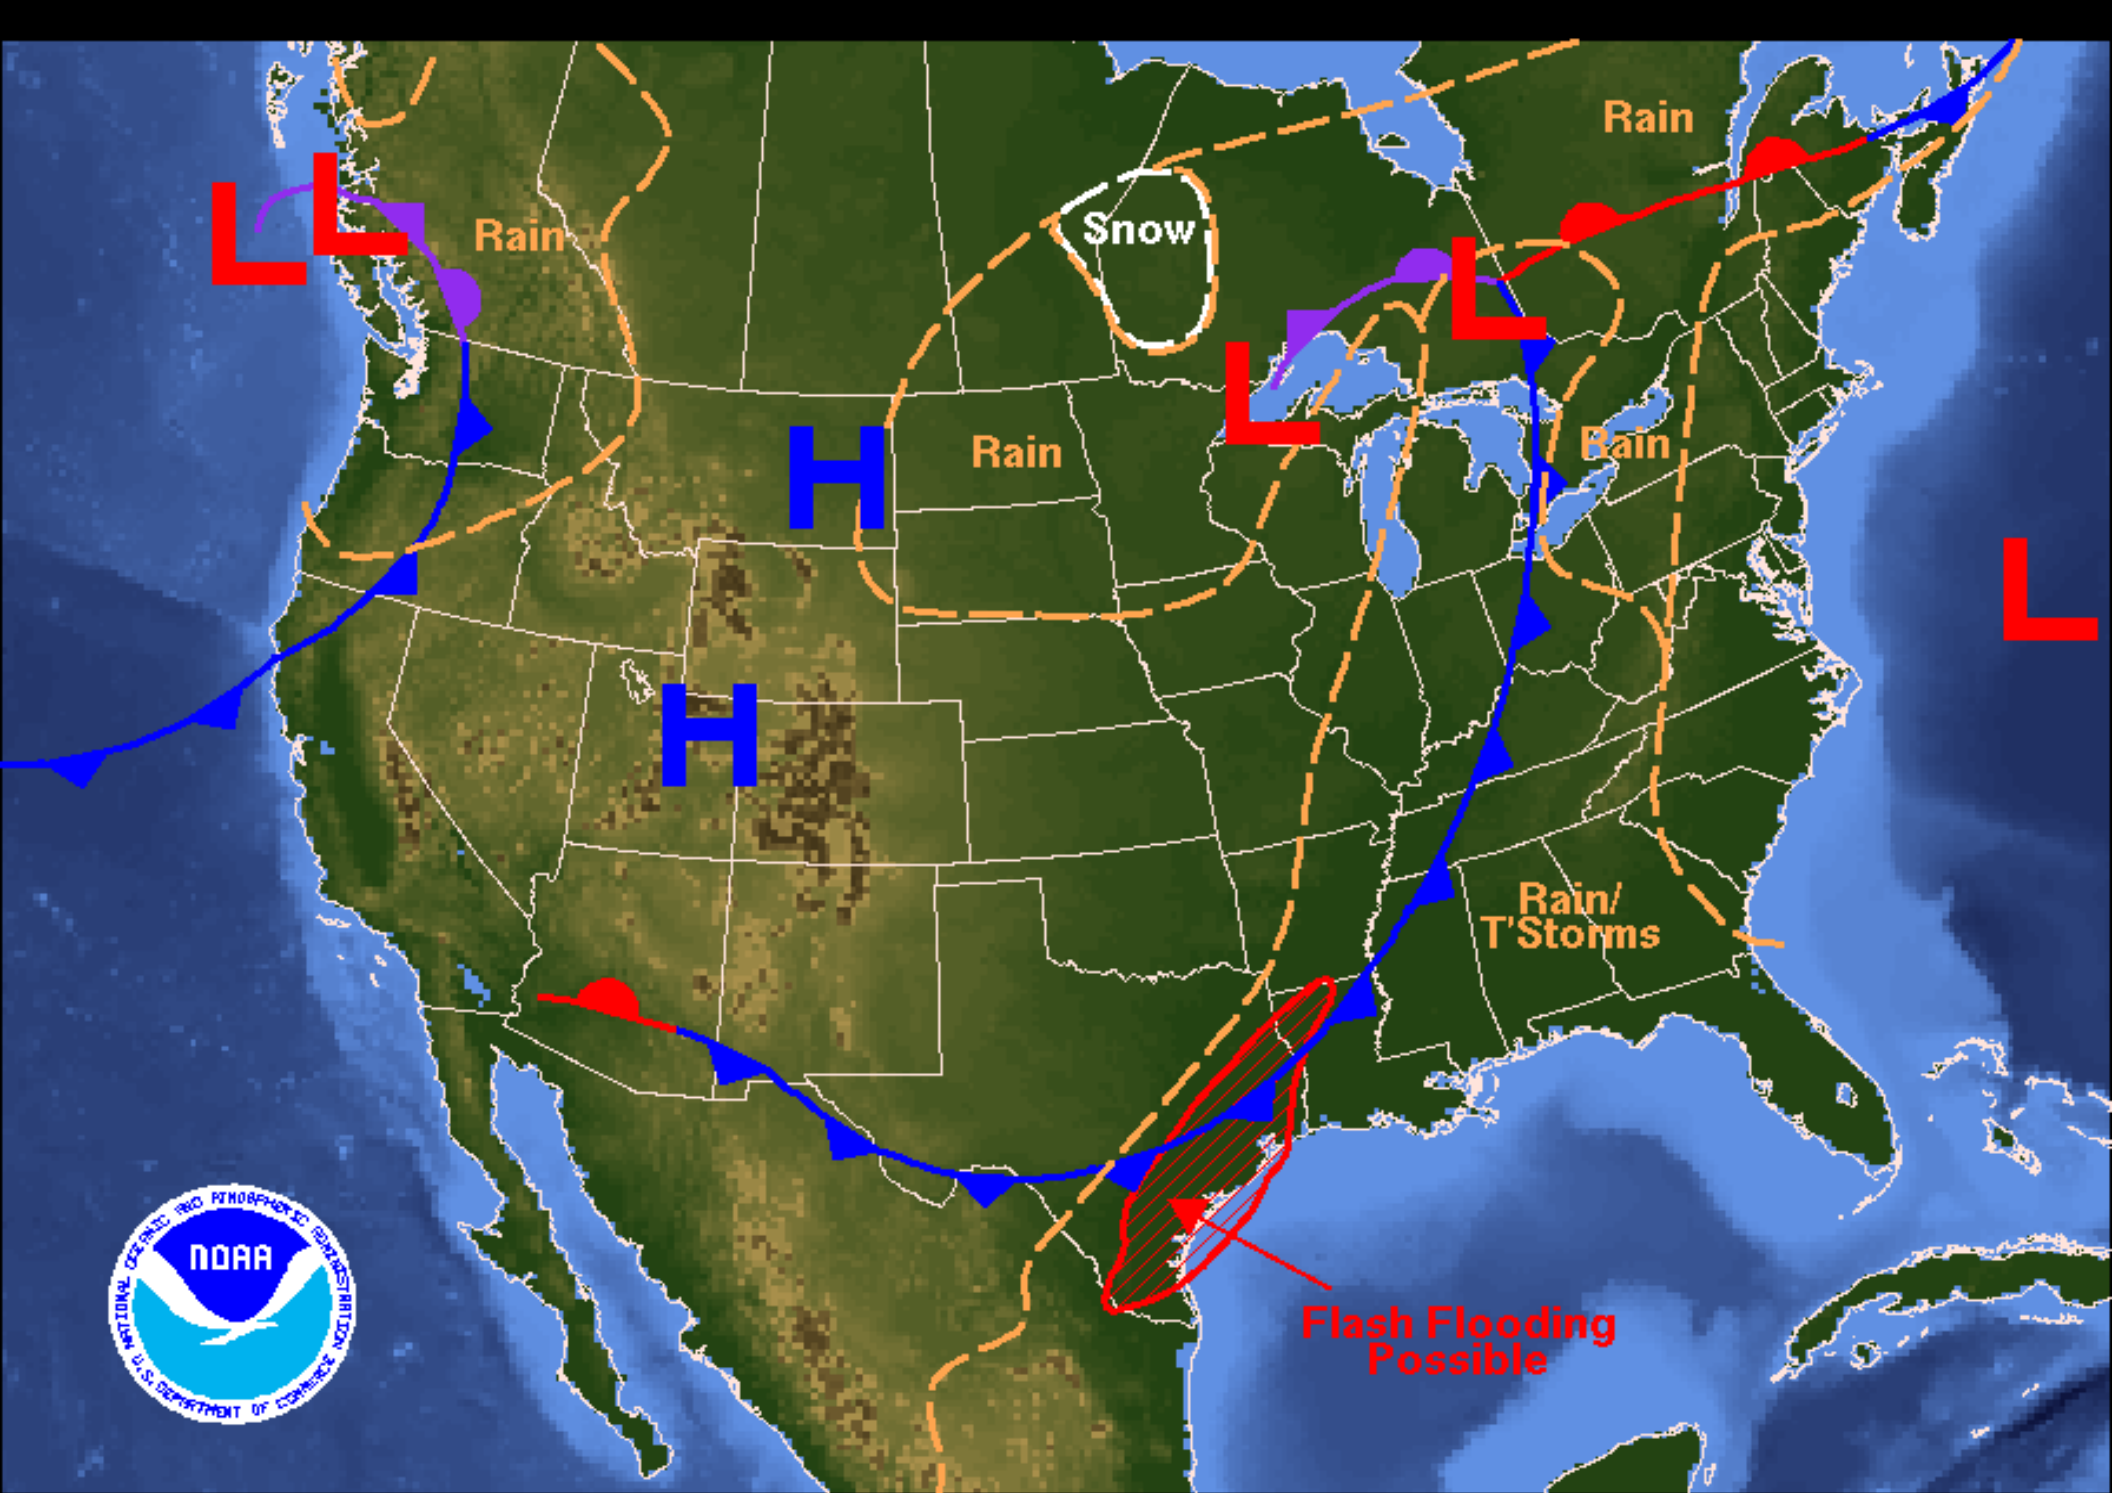 Rain
Snow
Rain
L
L
L
L
Rain
H
Rain
L
H
Rain/
T'Storms
Flash Flooding
Possible
NATIONAL OCEANIC AND ATMOSPHERIC ADMINISTRATION
NOAA
U.S. DEPARTMENT OF COMMERCE